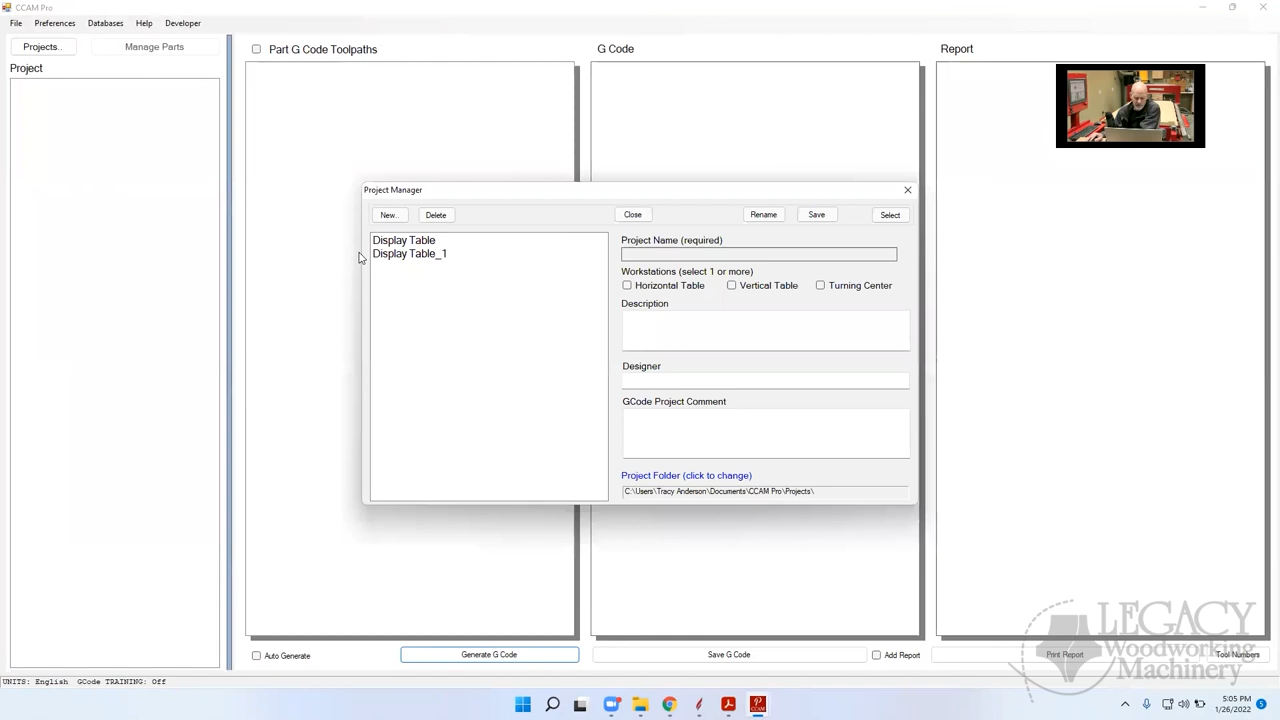 CCAM Pro
File Preferences Databases Help Developer
Projects.. Manage Parts
Project
Part G Code Toolpaths
G Code
Report
Project Manager
New.. Delete Close Rename Save Select
Display Table
Display Table_1
Project Name (required)
Workstations (select 1 or more)
Horizontal Table Vertical Table Turning Center
Description
Designer
GCode Project Comment
Project Folder (click to change)
C:\Users\Tracy Anderson\Documents\CCAM Pro\Projects\
Auto Generate Generate G Code Save G Code Add Report Print Report Tool Numbers
LEGACY
Woodworking
Machinery
UNITS: English GCode TRAINING: Off
CCAM
5:05 PM
1/26/2022
5